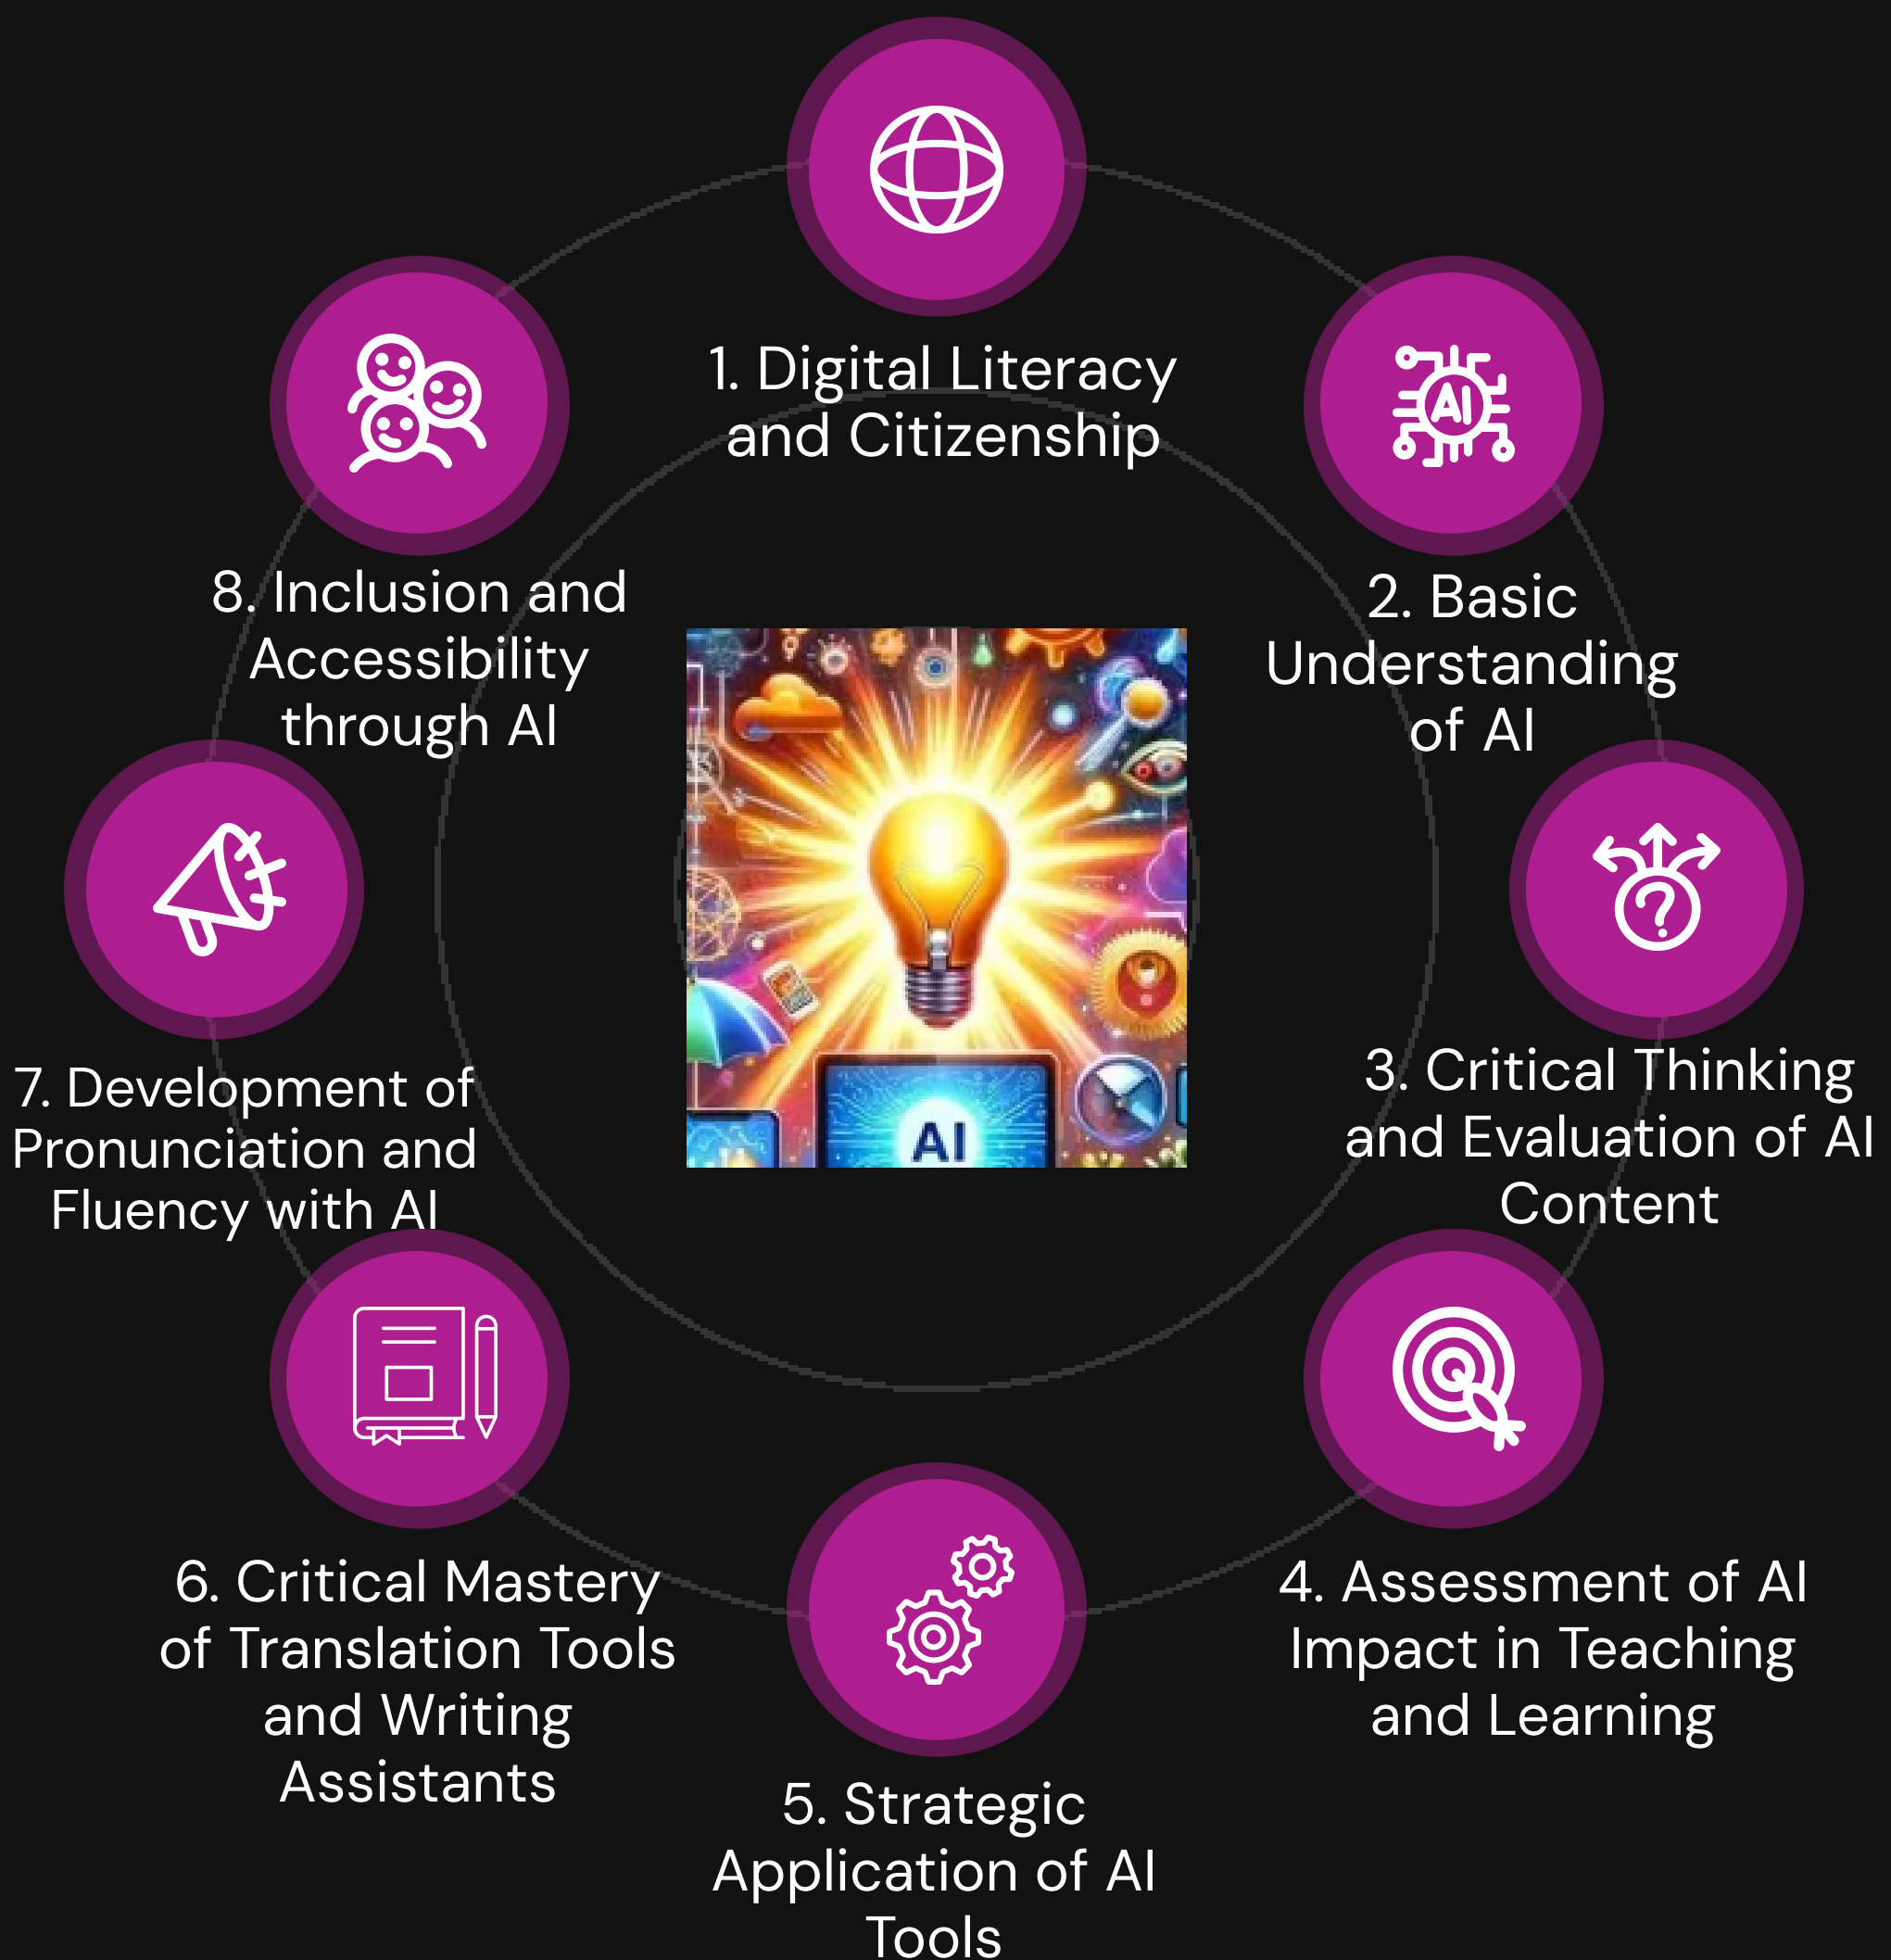 1. Digital Literacy
and Citizenship
AI
2. Basic
Understanding
of AI
3. Critical Thinking
and Evaluation of AI
Content
4. Assessment of AI
Impact in Teaching
and Learning
5. Strategic
Application of AI
Tools
6. Critical Mastery
of Translation Tools
and Writing
Assistants
7. Development of
Pronunciation and
Fluency with AI
8. Inclusion and
Accessibility
through AI
AI